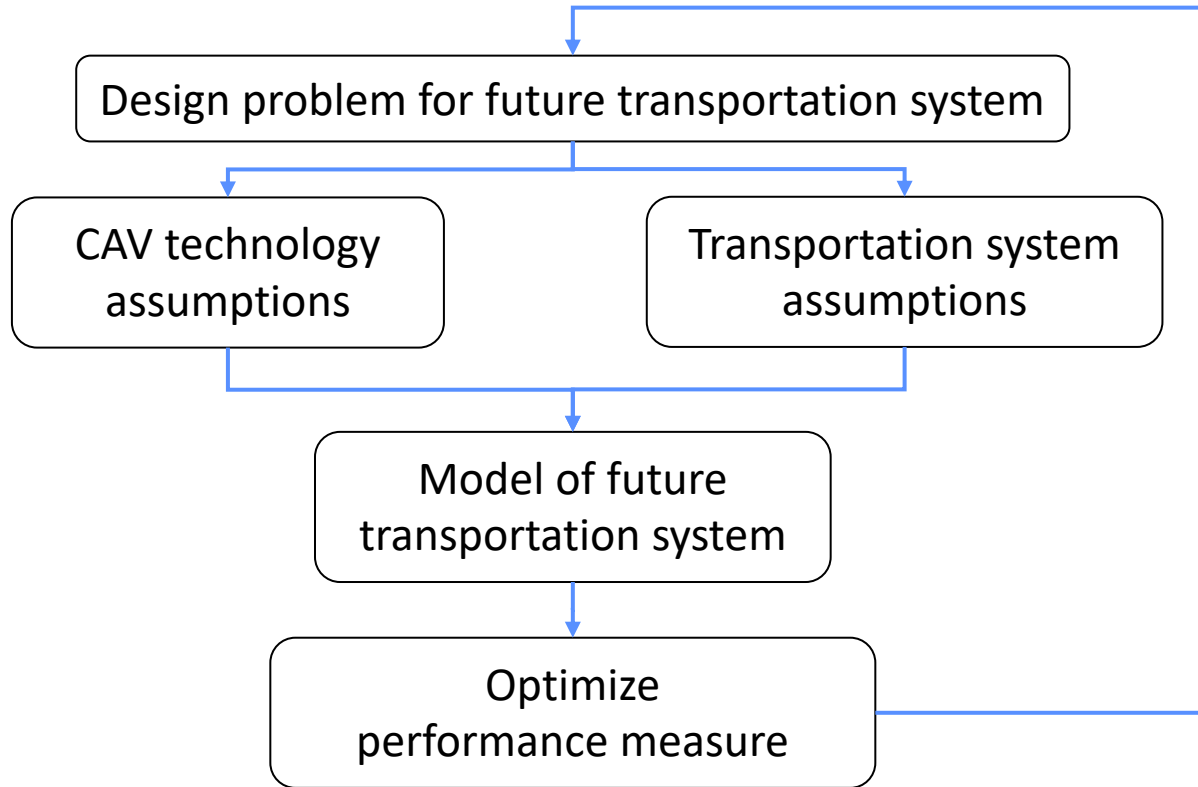 Design problem for future transportation system
CAV technology
assumptions
Transportation system
assumptions
Model of future
transportation system
Optimize
performance measure